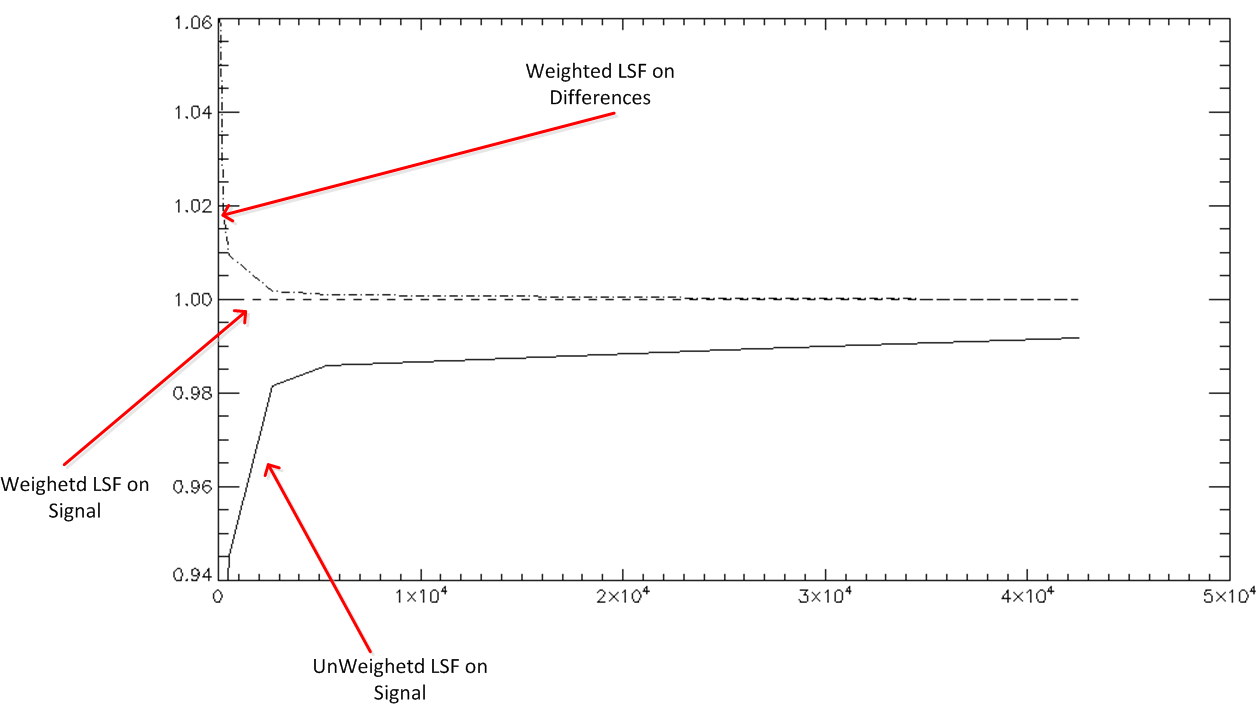 1.06
Weighted LSF on
Differences
1.04
1.02
1.00
0.98
Weighetd LSF on
Signal
0.96
0.94
0 1×10⁴ 2×10⁴ 3×10⁴ 4×10⁴ 5×10⁴
UnWeighetd LSF on
Signal